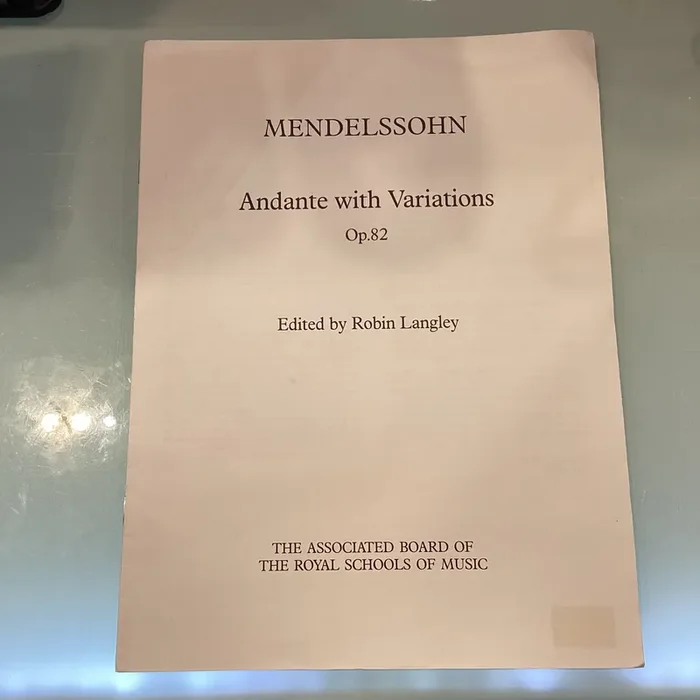 MENDELSSOHN
Andante with Variations
Op.82
Edited by Robin Langley
THE ASSOCIATED BOARD OF
THE ROYAL SCHOOLS OF MUSIC